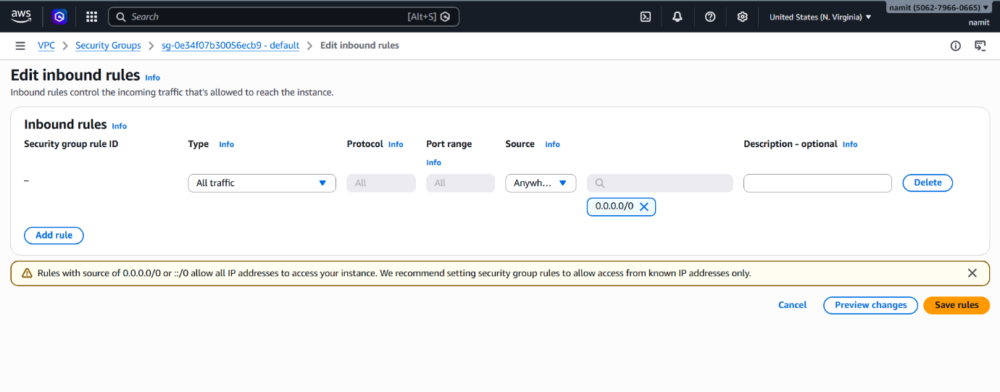 aws
Search [Alt+S]
United States (N. Virginia)
namit (5062-7966-0665)
namit
VPC > Security Groups > sg-0e34f07b30056ecb9 - default > Edit inbound rules
Edit inbound rules Info
Inbound rules control the incoming traffic that's allowed to reach the instance.
Inbound rules Info
Security group rule ID Type Info Protocol Info Port range Info Source Info Description - optional Info
– All traffic All All Anywh... Delete
0.0.0.0/0
Add rule
Rules with source of 0.0.0.0/0 or ::/0 allow all IP addresses to access your instance. We recommend setting security group rules to allow access from known IP addresses only.
Cancel Preview changes Save rules